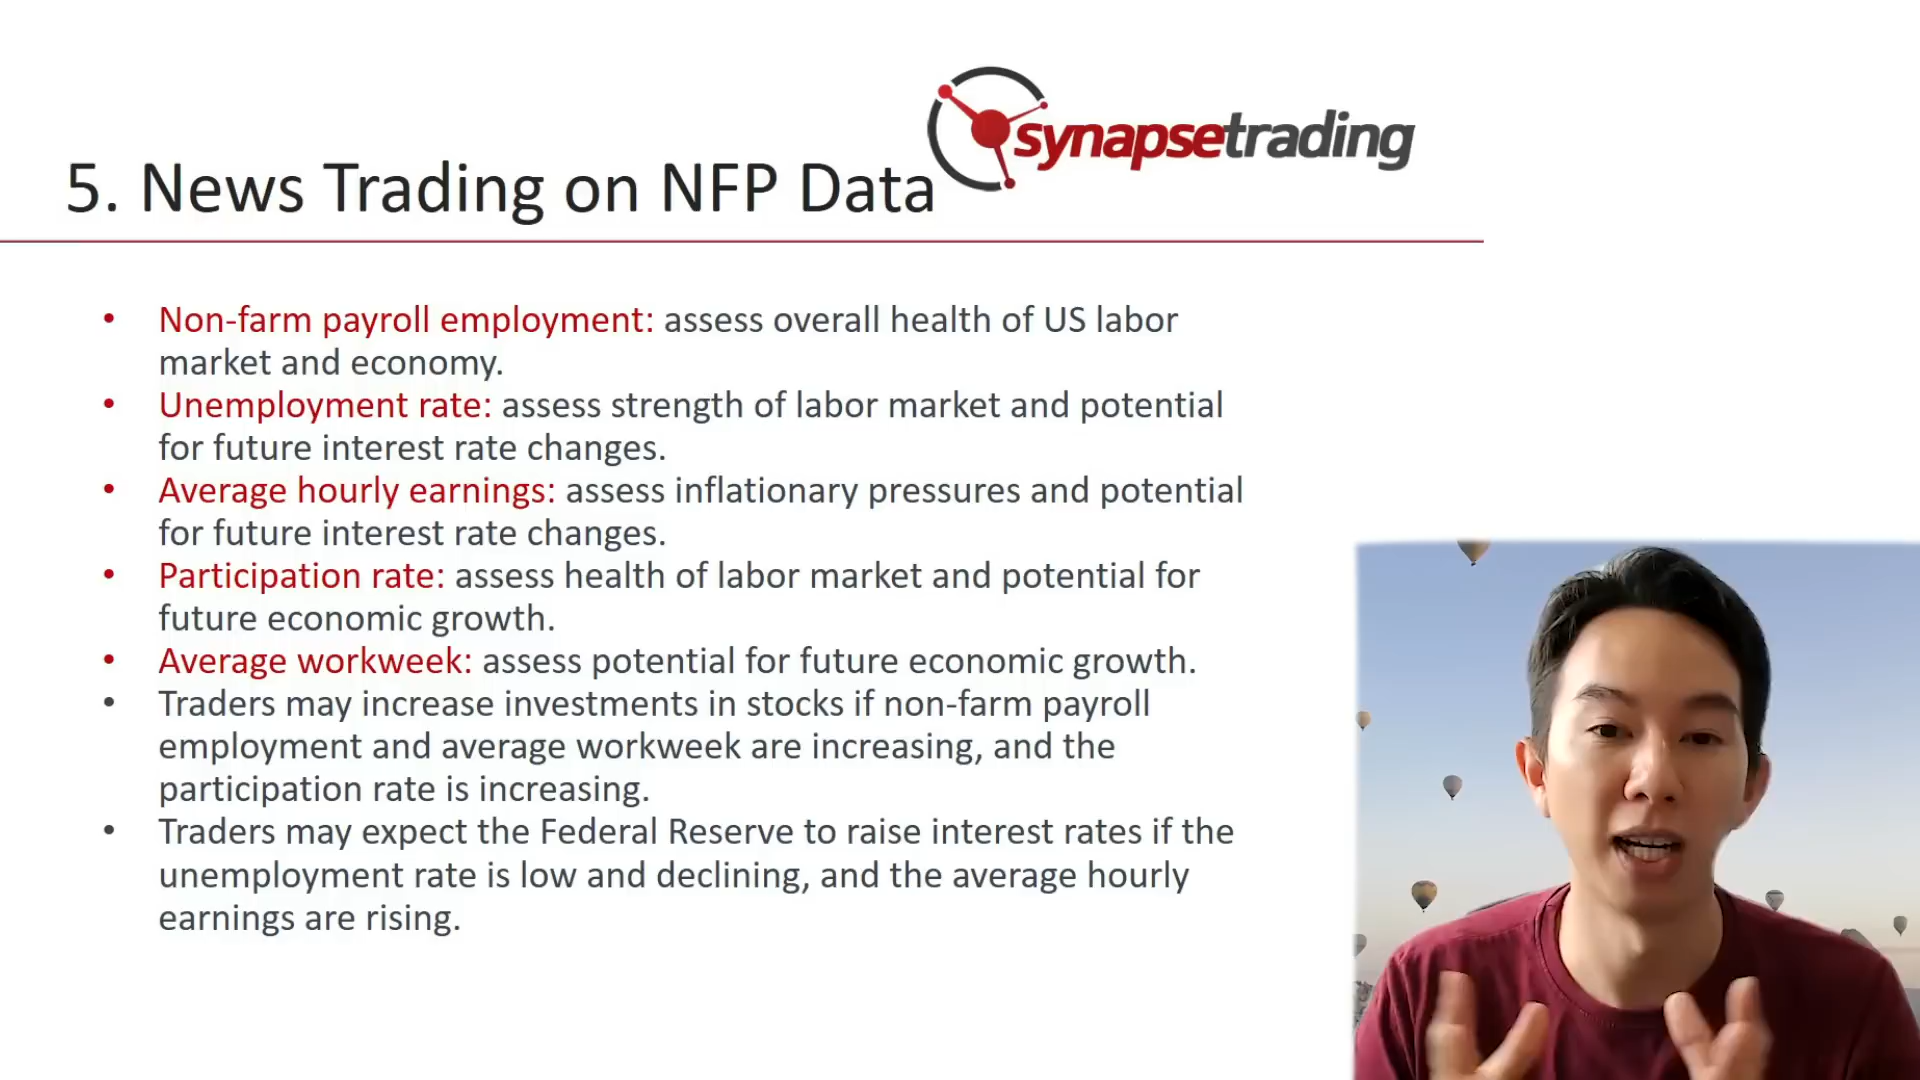 synapsetrading
5. News Trading on NFP Data
• Non-farm payroll employment: assess overall health of US labor
market and economy.
• Unemployment rate: assess strength of labor market and potential
for future interest rate changes.
• Average hourly earnings: assess inflationary pressures and potential
for future interest rate changes.
• Participation rate: assess health of labor market and potential for
future economic growth.
• Average workweek: assess potential for future economic growth.
• Traders may increase investments in stocks if non-farm payroll
employment and average workweek are increasing, and the
participation rate is increasing.
• Traders may expect the Federal Reserve to raise interest rates if the
unemployment rate is low and declining, and the average hourly
earnings are rising.